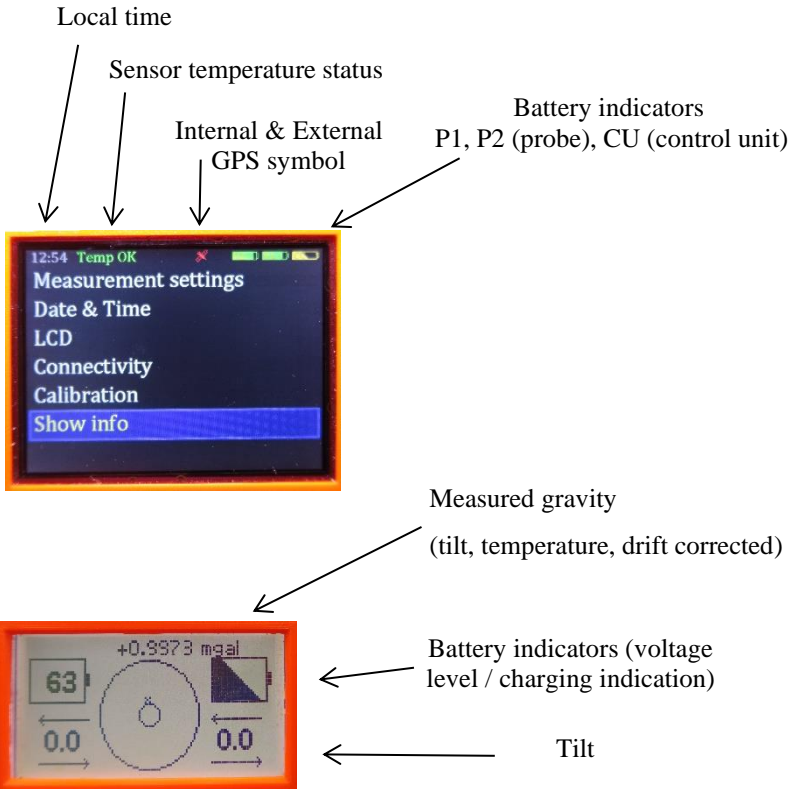 Local time
Sensor temperature status
Internal & External
GPS symbol
Battery indicators
P1, P2 (probe), CU (control unit)
12:54 Temp OK
Measurement settings
Date & Time
LCD
Connectivity
Calibration
Show info
Measured gravity
(tilt, temperature, drift corrected)
+0.9973 mgal
63
0.0
0.0
Battery indicators (voltage
level / charging indication)
Tilt